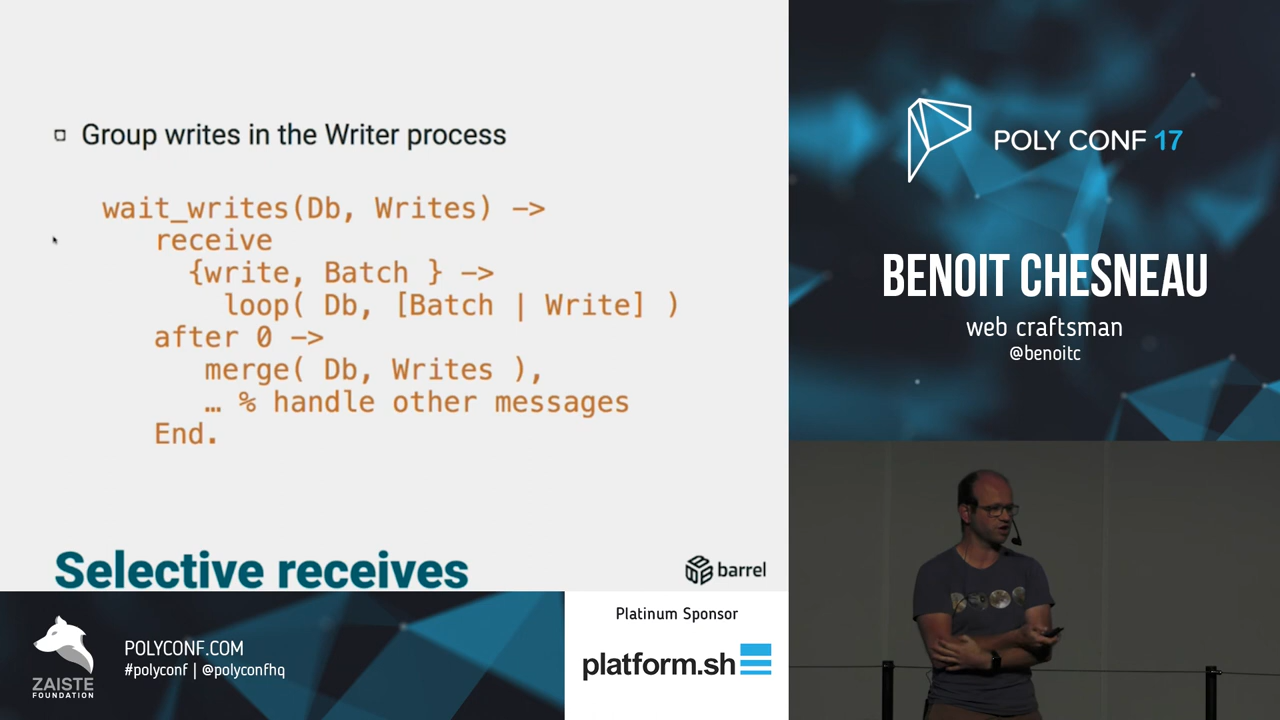 Group writes in the Writer process
wait_writes(Db, Writes) ->
receive
{write, Batch } ->
loop( Db, [Batch | Write] )
after 0 ->
merge( Db, Writes ),
… % handle other messages
End.
Selective receives
barrel
POLY CONF 17
BENOIT CHESNEAU
web craftsman
@benoitc
ZAISTE
FOUNDATION
POLYCONF.COM
#polyconf | @polyconfhq
Platinum Sponsor
platform.sh